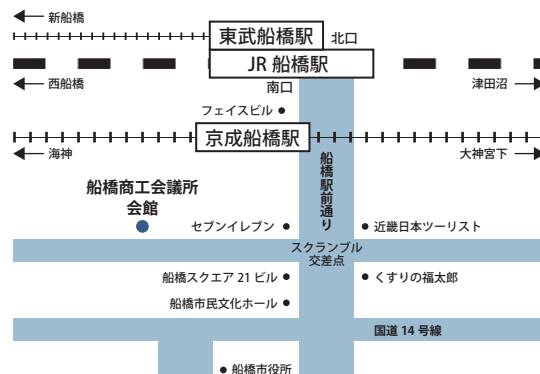 新船橋
東武船橋駅
北口
JR 船橋駅
西船橋
南口
津田沼
フェイスビル
京成船橋駅
海神
大神宮下
船橋駅前通り
船橋商工会議所
会館
セブンイレブン
近畿日本ツーリスト
スクランブル
交差点
船橋スクエア 21 ビル
くすりの福太郎
船橋市民文化ホール
国道 14 号線
船橋市役所